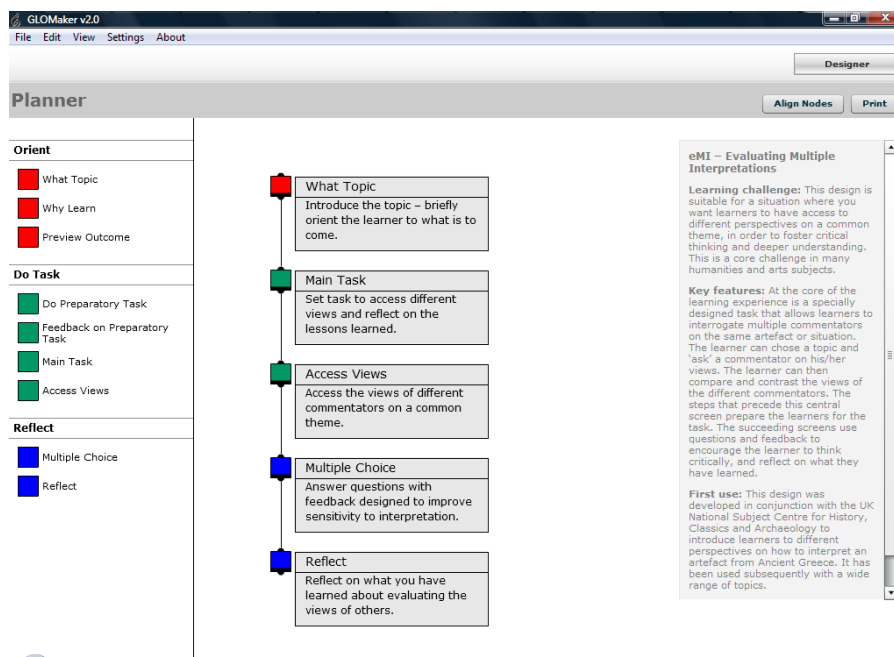 GLOMaker v2.0
File Edit View Settings About
Designer
Planner
Align Nodes
Print
Orient
What Topic
Why Learn
Preview Outcome
Do Task
Do Preparatory Task
Feedback on Preparatory
Task
Main Task
Access Views
Reflect
Multiple Choice
Reflect
What Topic
Introduce the topic – briefly
orient the learner to what is to
come.
Main Task
Set task to access different
views and reflect on the
lessons learned.
Access Views
Access the views of different
commentators on a common
theme.
Multiple Choice
Answer questions with
feedback designed to improve
sensitivity to interpretation.
Reflect
Reflect on what you have
learned about evaluating the
views of others.
eMI – Evaluating Multiple
Interpretations
Learning challenge: This design is
suitable for a situation where you
want learners to have access to
different perspectives on a common
theme, in order to foster critical
thinking and deeper understanding.
This is a core challenge in many
humanities and arts subjects.
Key features: At the core of the
learning experience is a specially
designed task that allows learners to
interrogate multiple commentators
on the same artefact or situation.
The learner can chose a topic and
'ask' a commentator on his/her
views. The learner can then
compare and contrast the views of
the different commentators. The
steps that precede this central
screen prepare the learners for the
task. The succeeding screens use
questions and feedback to
encourage the learner to think
critically, and reflect on what they
have learned.
First use: This design was
developed in conjunction with the UK
National Subject Centre for History,
Classics and Archaeology to
introduce learners to different
perspectives on how to interpret an
artefact from Ancient Greece. It has
been used subsequently with a wide
range of topics.